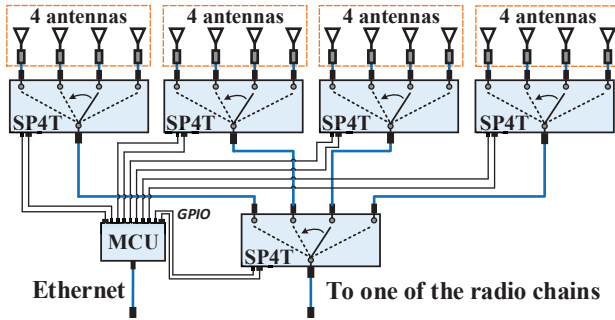 4 antennas
4 antennas
4 antennas
4 antennas
SP4T
SP4T
SP4T
SP4T
GPIO
MCU
SP4T
Ethernet
To one of the radio chains